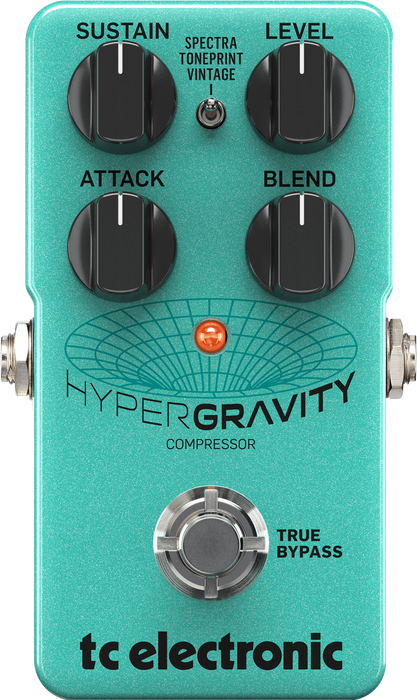 SUSTAIN
SPECTRA
TONEPRINT
VINTAGE
LEVEL
ATTACK
BLEND
HYPERGRAVITY
COMPRESSOR
TRUE
BYPASS
tc electronic